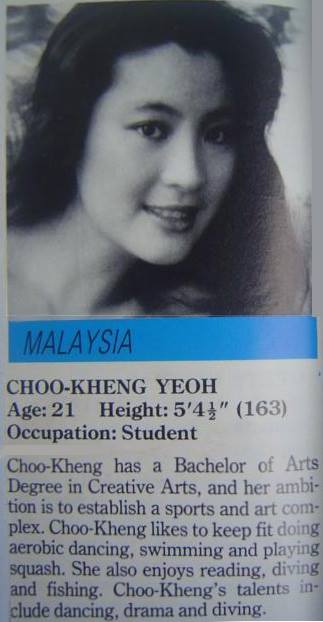 MALAYSIA
CHOO-KHENG YEOH
Age: 21 Height: 5'4½" (163)
Occupation: Student
Choo-Kheng has a Bachelor of Arts
Degree in Creative Arts, and her ambi-
tion is to establish a sports and art com-
plex. Choo-Kheng likes to keep fit doing
aerobic dancing, swimming and playing
squash. She also enjoys reading, diving
and fishing. Choo-Kheng's talents in-
clude dancing, drama and diving.